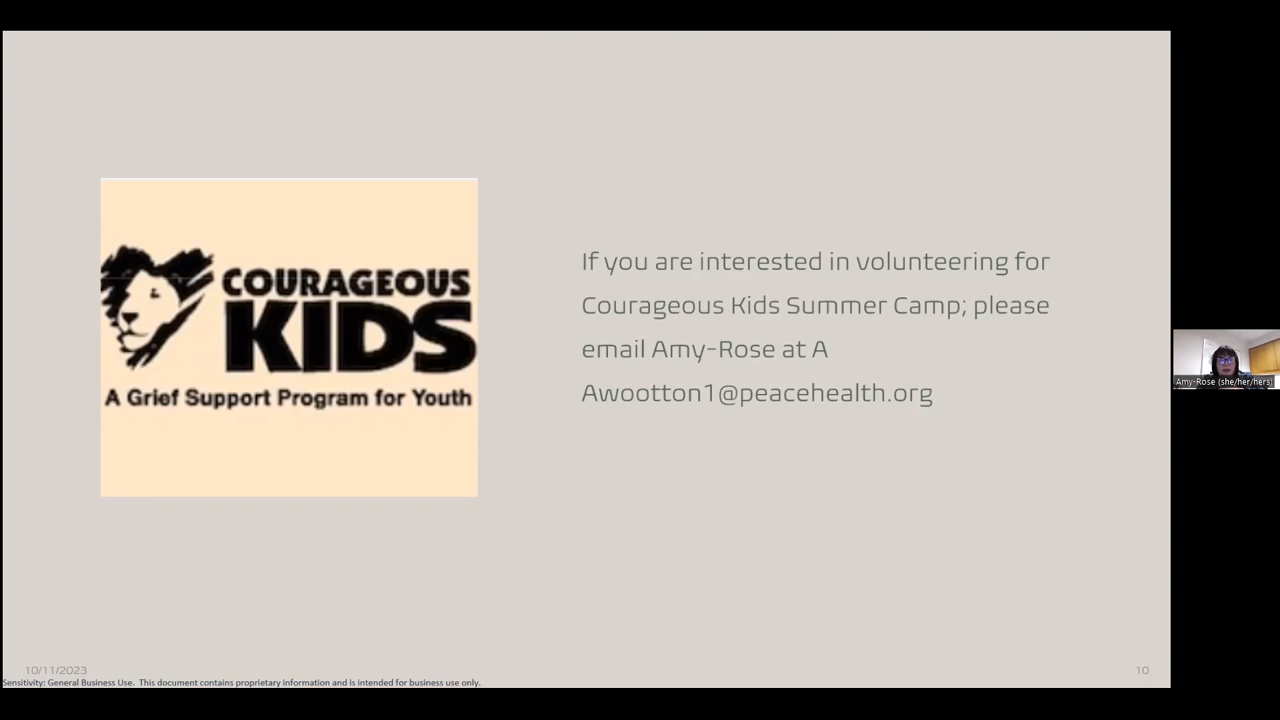 COURAGEOUS
KIDS
A Grief Support Program for Youth
If you are interested in volunteering for
Courageous Kids Summer Camp; please
email Amy-Rose at A
Awootton1@peacehealth.org
Amy-Rose (she/her/hers)
10/11/2023
10
Sensitivity: General Business Use. This document contains proprietary information and is intended for business use only.